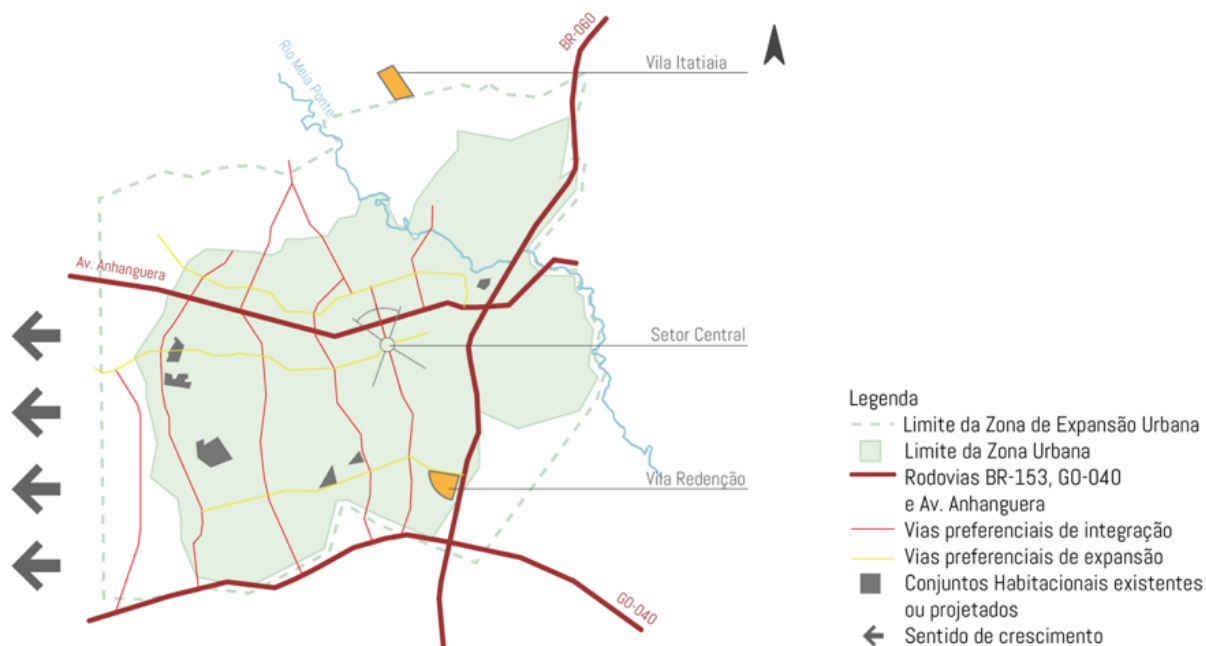 BR-060
Rio Meia Ponte
Vila Itatiaia
Av. Anhanguera
Setor Central
Vila Redenção
GO-040
Legenda
Limite da Zona de Expansão Urbana
Limite da Zona Urbana
Rodovias BR-153, GO-040
e Av. Anhanguera
Vias preferenciais de integração
Vias preferenciais de expansão
Conjuntos Habitacionais existentes
ou projetados
Sentido de crescimento